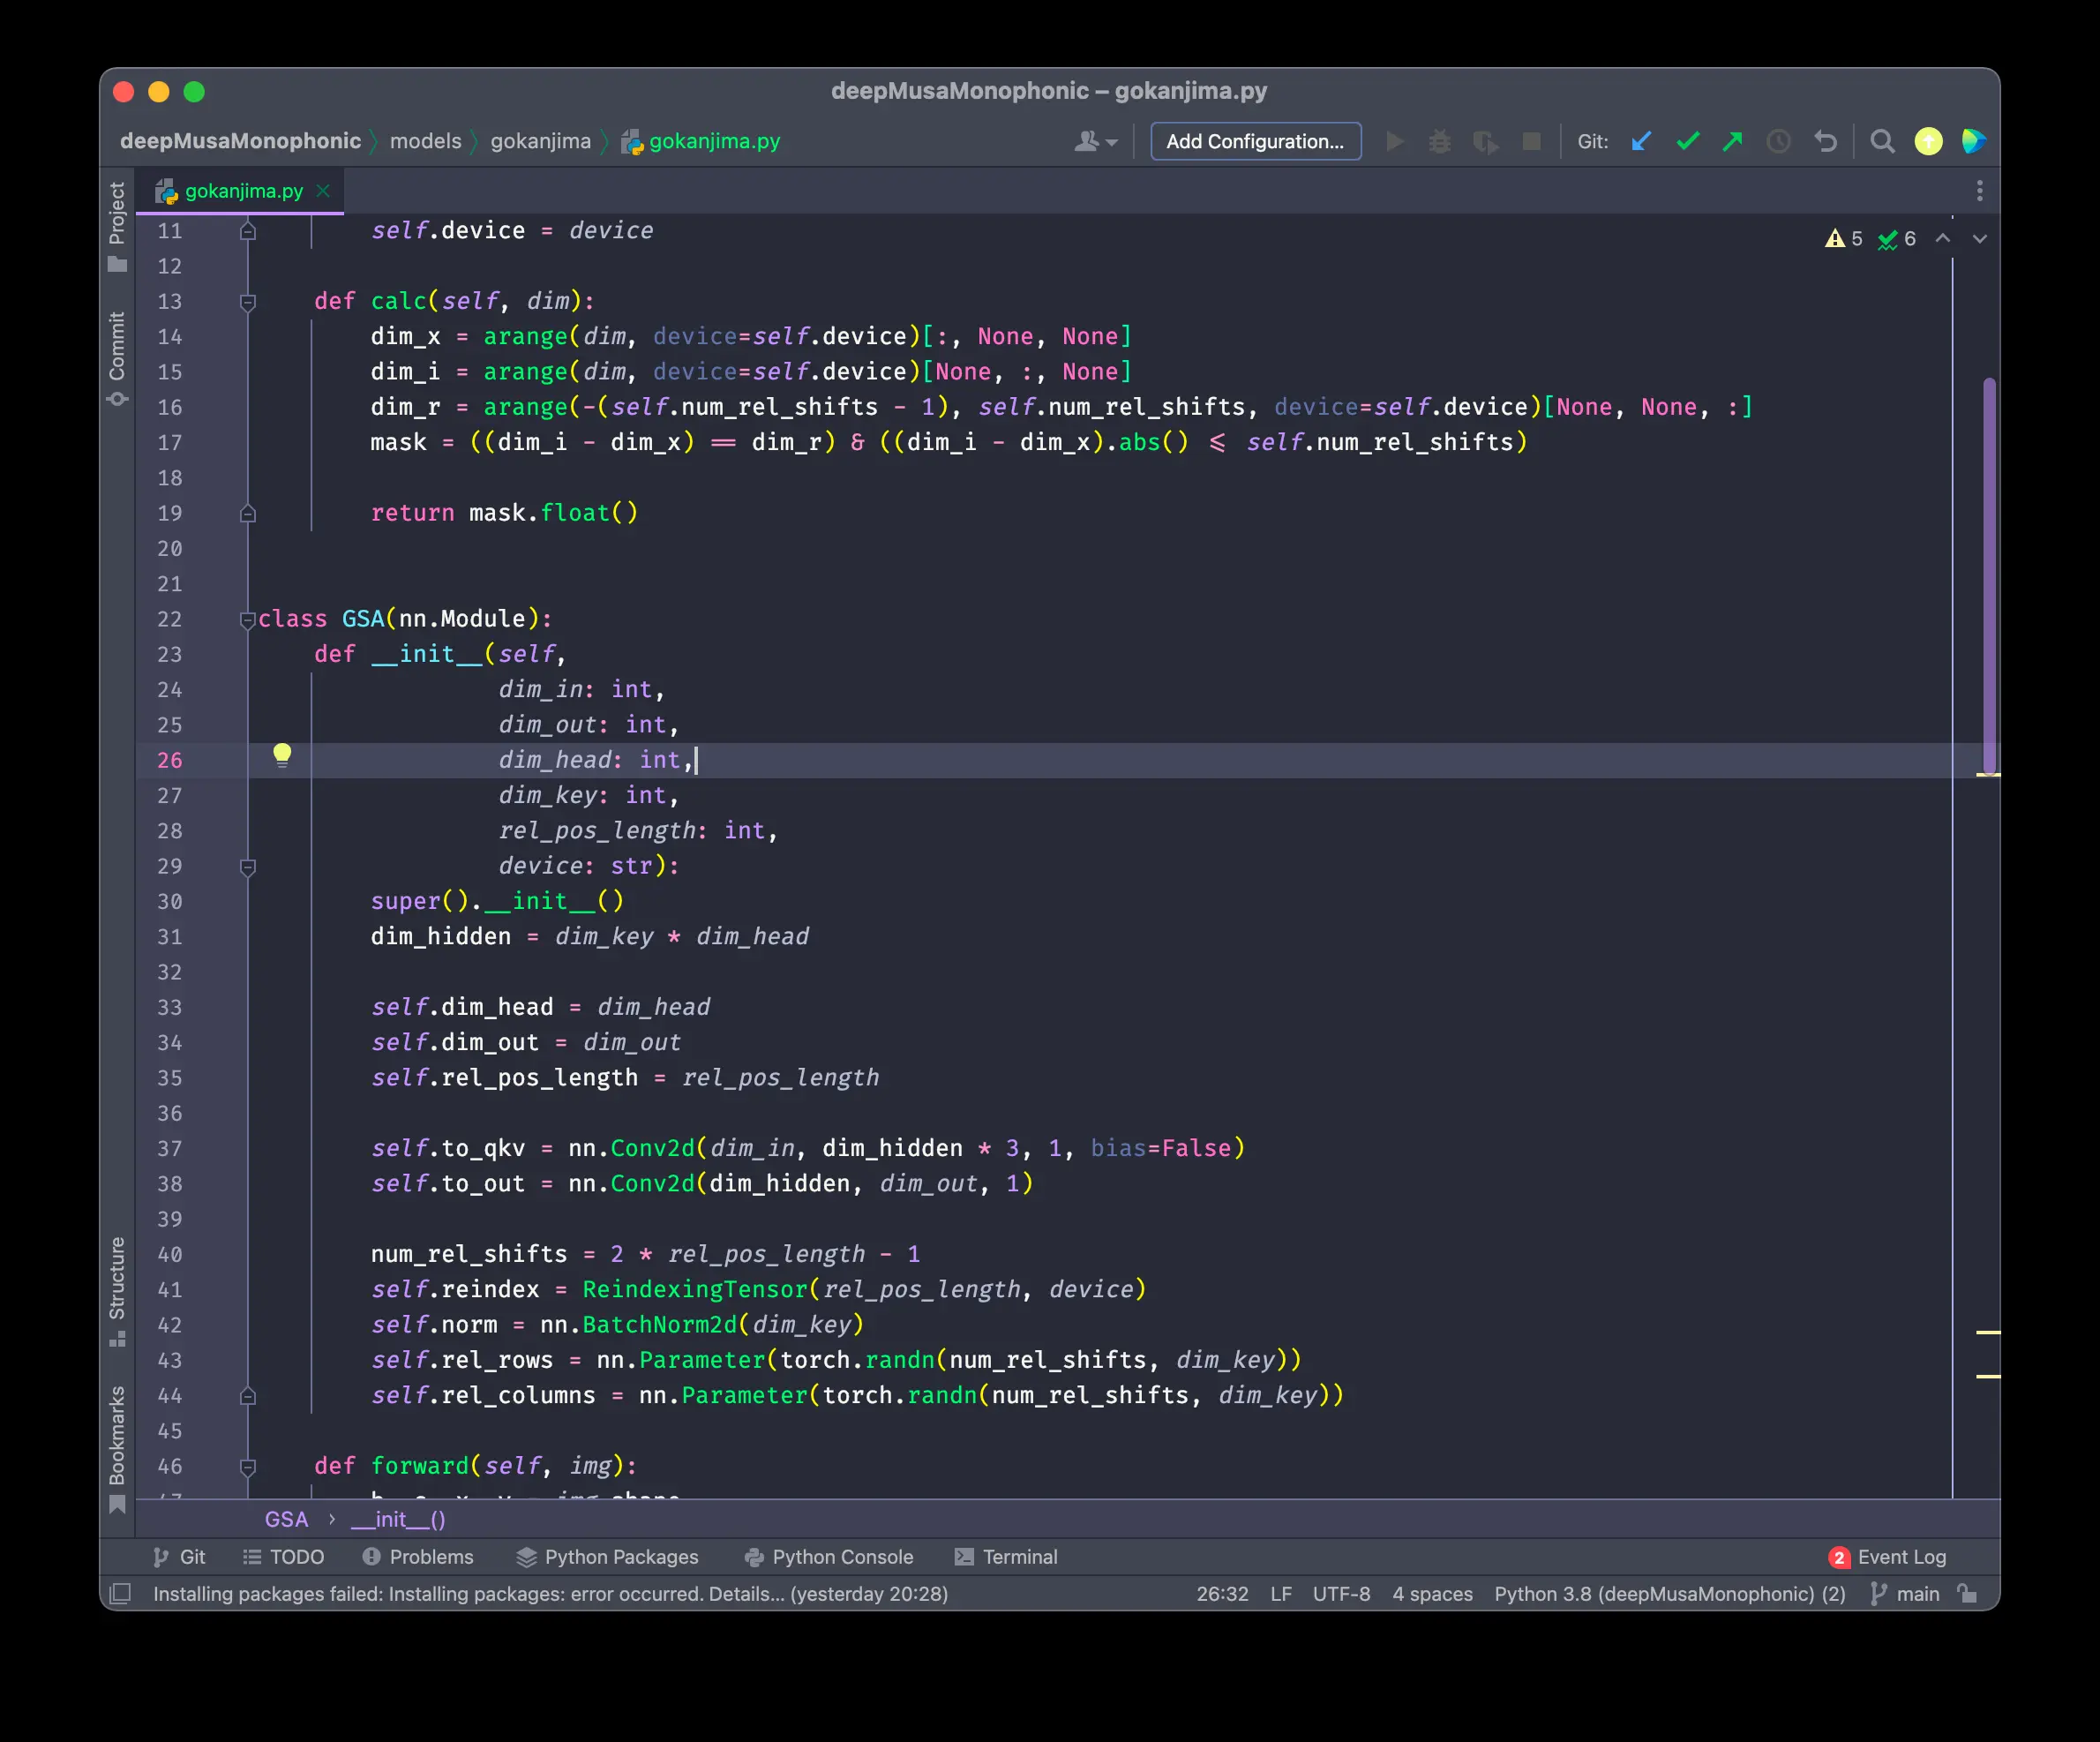 deepMusaMonophonic – gokanjima.py
deepMusaMonophonic models gokanjima gokanjima.py Add Configuration... Git:
Project
Commit
Structure
Bookmarks
gokanjima.py
5 6
11 self.device = device
12
13 def calc(self, dim):
14 dim_x = arange(dim, device=self.device)[:, None, None]
15 dim_i = arange(dim, device=self.device)[None, :, None]
16 dim_r = arange(-(self.num_rel_shifts - 1), self.num_rel_shifts, device=self.device)[None, None, :]
17 mask = ((dim_i - dim_x) == dim_r) & ((dim_i - dim_x).abs() <= self.num_rel_shifts)
18
19 return mask.float()
20
21
22 class GSA(nn.Module):
23 def __init__(self,
24 dim_in: int,
25 dim_out: int,
26 dim_head: int,
27 dim_key: int,
28 rel_pos_length: int,
29 device: str):
30 super().__init__()
31 dim_hidden = dim_key * dim_head
32
33 self.dim_head = dim_head
34 self.dim_out = dim_out
35 self.rel_pos_length = rel_pos_length
36
37 self.to_qkv = nn.Conv2d(dim_in, dim_hidden * 3, 1, bias=False)
38 self.to_out = nn.Conv2d(dim_hidden, dim_out, 1)
39
40 num_rel_shifts = 2 * rel_pos_length - 1
41 self.reindex = ReindexingTensor(rel_pos_length, device)
42 self.norm = nn.BatchNorm2d(dim_key)
43 self.rel_rows = nn.Parameter(torch.randn(num_rel_shifts, dim_key))
44 self.rel_columns = nn.Parameter(torch.randn(num_rel_shifts, dim_key))
45
46 def forward(self, img):
GSA › __init__()
Git TODO Problems Python Packages Python Console Terminal 2 Event Log
Installing packages failed: Installing packages: error occurred. Details... (yesterday 20:28) 26:32 LF UTF-8 4 spaces Python 3.8 (deepMusaMonophonic) (2) main